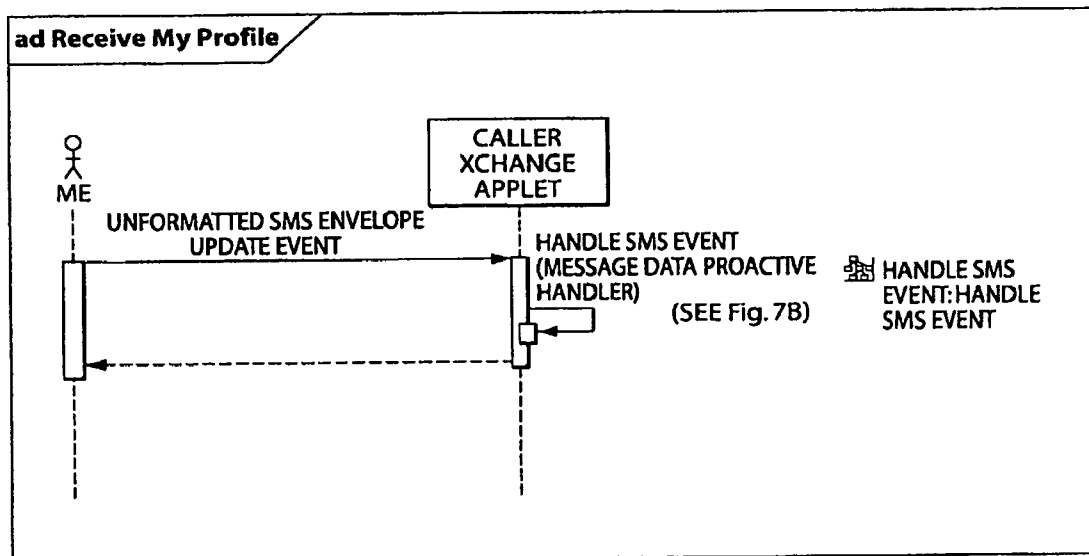 ad Receive My Profile
CALLER
XCHANGE
APPLET
ME
UNFORMATTED SMS ENVELOPE
UPDATE EVENT
HANDLE SMS EVENT
(MESSAGE DATA PROACTIVE
HANDLER)
(SEE Fig. 7B)
HANDLE SMS
EVENT:HANDLE
SMS EVENT